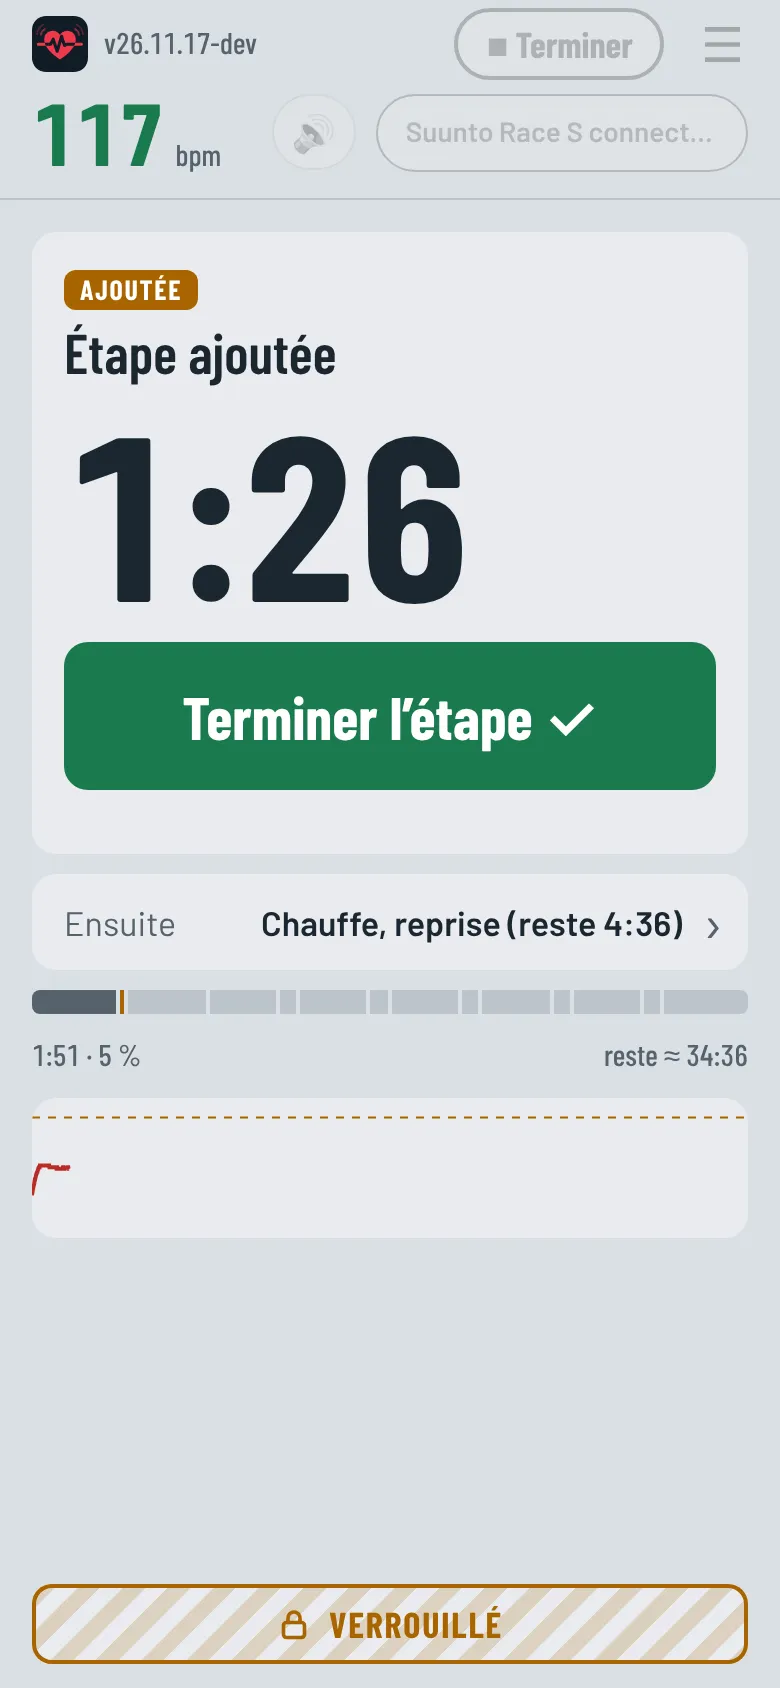 v26.11.17-dev
■ Terminer
117 bpm
Suunto Race S connect...
AJOUTÉE
Étape ajoutée
1:26
Terminer l’étape ✓
Ensuite
Chauffe, reprise (reste 4:36) ›
1:51 · 5 %
reste ≈ 34:36
VERROUILLÉ